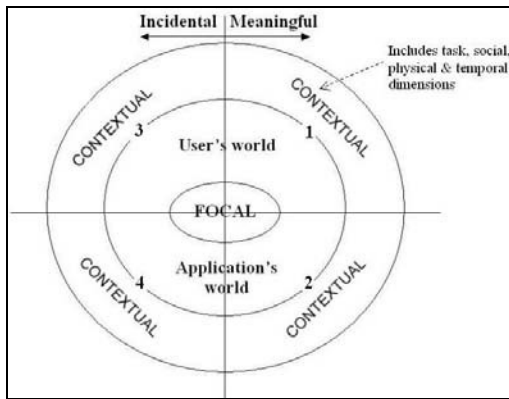 Incidental Meaningful
Includes task, social,
physical & temporal
dimensions
CONTEXTUAL
CONTEXTUAL
3
1
User's world
FOCAL
Application's
world
4
2
CONTEXTUAL
CONTEXTUAL